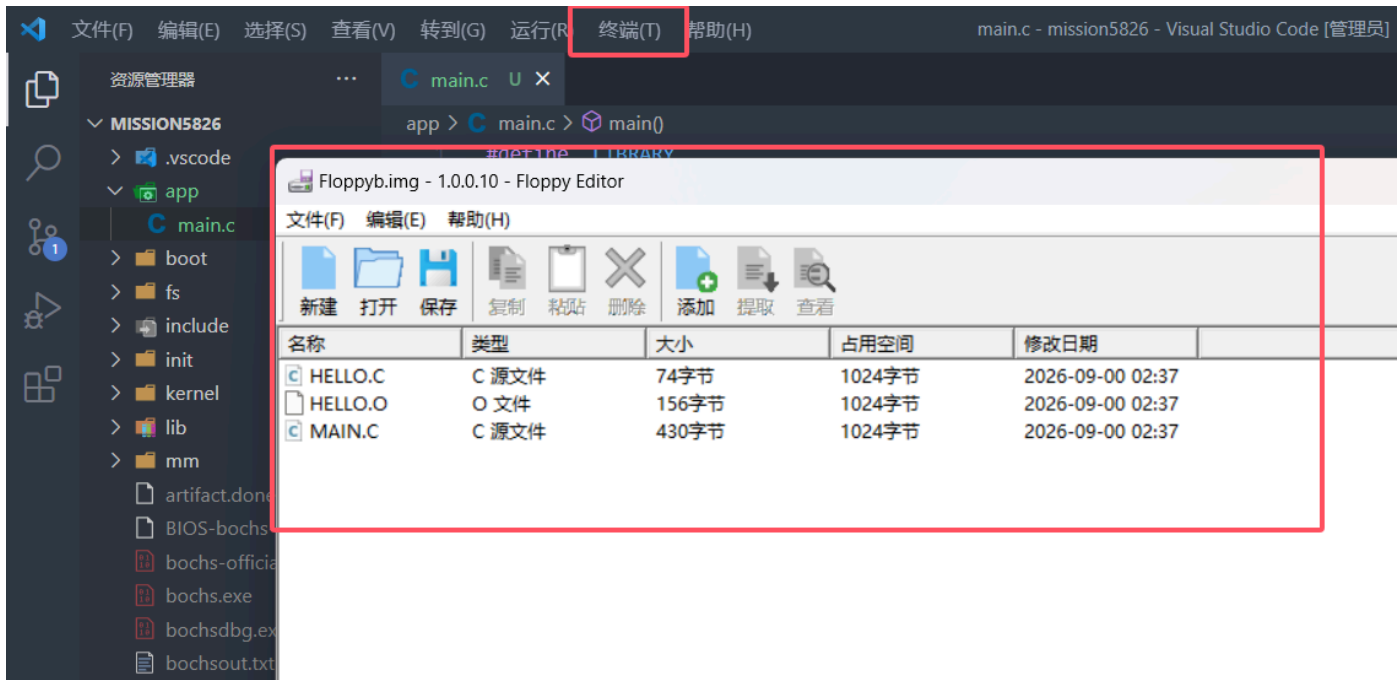 文件(F) 编辑(E) 选择(S) 查看(V) 转到(G) 运行(R 终端(T) 帮助(H) main.c - mission5826 - Visual Studio Code [管理员]
资源管理器 ··· C main.c U ×
MISSION5826
app > C main.c > main()
.vscode
#define LIBRARY
app
Floppyb.img - 1.0.0.10 - Floppy Editor
C main.c
文件(F) 编辑(E) 帮助(H)
1
boot
fs
新建 打开 保存 复制 粘贴 删除 添加 提取 查看
include
名称 类型 大小 占用空间 修改日期
init
HELLO.C C 源文件 74字节 1024字节 2026-09-00 02:37
kernel
HELLO.O O 文件 156字节 1024字节 2026-09-00 02:37
lib
MAIN.C C 源文件 430字节 1024字节 2026-09-00 02:37
mm
artifact.done
BIOS-bochs
bochs-officia
bochs.exe
bochsdbg.ex
bochsout.txt